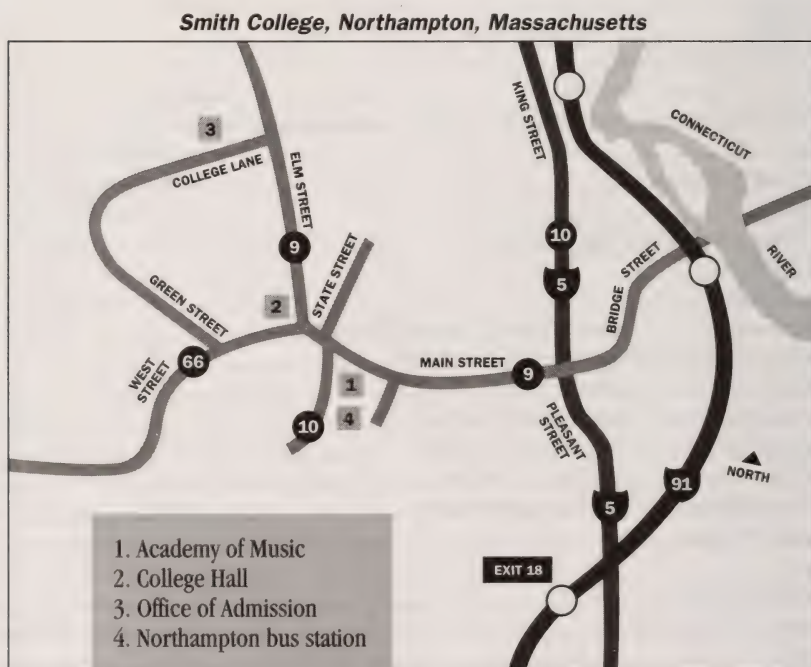 Smith College, Northampton, Massachusetts
3
COLLEGE LANE
ELM STREET
9
KING STREET
CONNECTICUT
RIVER
10
5
BRIDGE STREET
STATE STREET
2
GREEN STREET
WEST
STREET
66
1
4
10
MAIN STREET
9
PLEASANT
STREET
5
91
NORTH
EXIT 18
1. Academy of Music
2. College Hall
3. Office of Admission
4. Northampton bus station